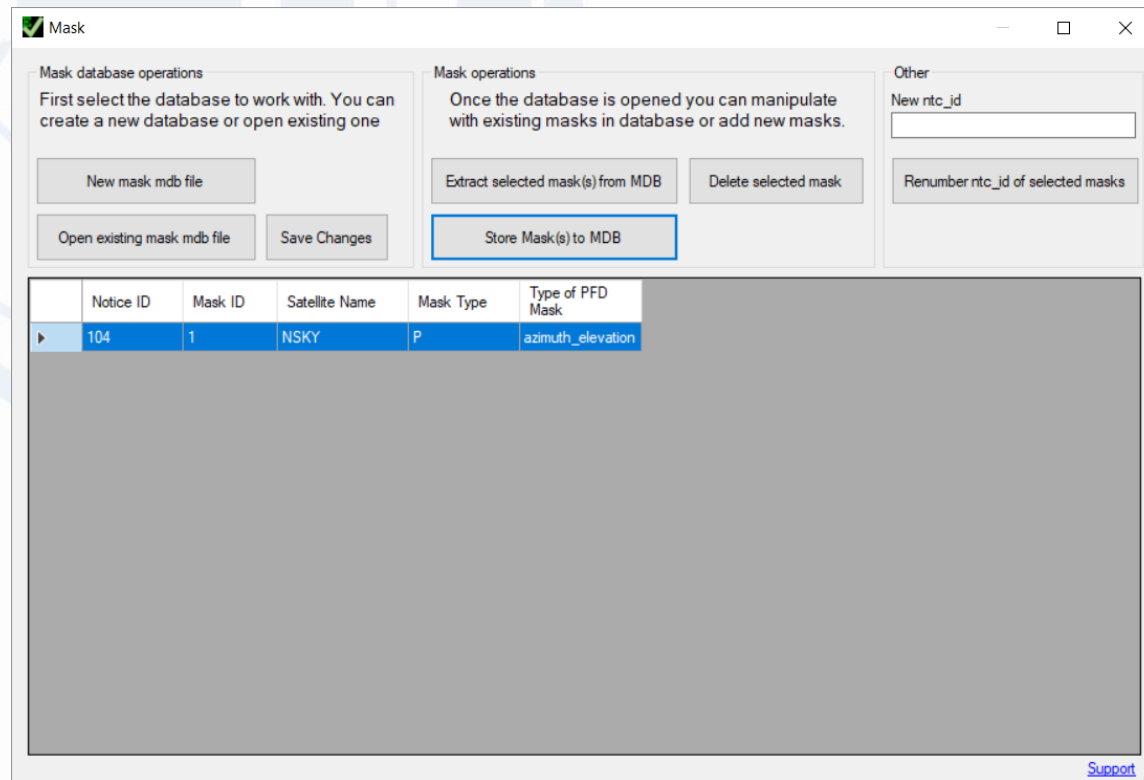 Mask
Mask database operations
First select the database to work with. You can
create a new database or open existing one
New mask mdb file
Open existing mask mdb file
Save Changes
Mask operations
Once the database is opened you can manipulate
with existing masks in database or add new masks.
Extract selected mask(s) from MDB
Delete selected mask
Store Mask(s) to MDB
Other
New ntc_id
Renumber ntc_id of selected masks
Notice ID Mask ID Satellite Name Mask Type Type of PFD
Mask
104 1 NSKY P azimuth_elevation
Support